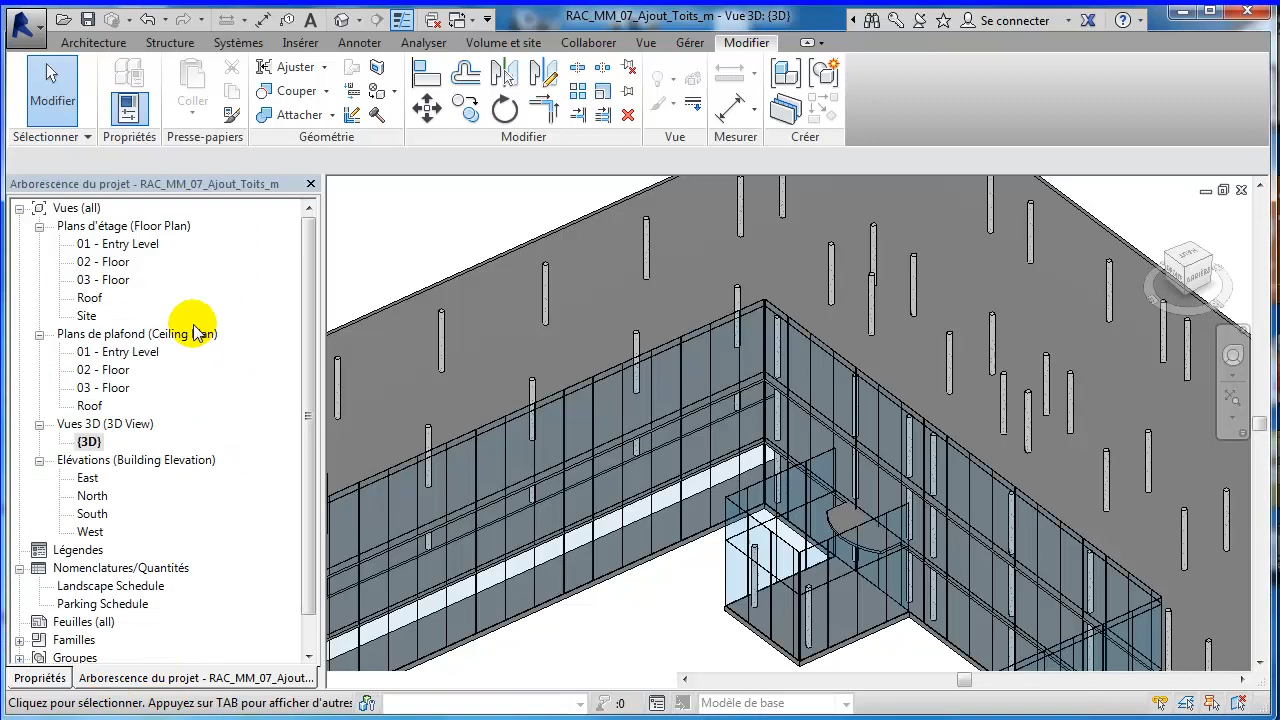 RAC_MM_07_Ajout_Toits_m - Vue 3D: {3D}
Se connecter
Architecture
Structure
Systèmes
Insérer
Annoter
Analyser
Volume et site
Collaborer
Vue
Gérer
Modifier
Modifier
Coller
Ajuster
Couper
Attacher
Sélectionner
Propriétés
Presse-papiers
Géométrie
Modifier
Vue
Mesurer
Créer
Arborescence du projet - RAC_MM_07_Ajout_Toits_m
Vues (all)
Plans d'étage (Floor Plan)
01 - Entry Level
02 - Floor
03 - Floor
Roof
Site
Plans de plafond (Ceiling Plan)
01 - Entry Level
02 - Floor
03 - Floor
Roof
Vues 3D (3D View)
{3D}
Elévations (Building Elevation)
East
North
South
West
Légendes
Nomenclatures/Quantités
Landscape Schedule
Parking Schedule
Feuilles (all)
Familles
Groupes
Propriétés
Arborescence du projet - RAC_MM_07_Ajout...
Cliquez pour sélectionner. Appuyez sur TAB pour afficher d'autres
:0
Modèle de base